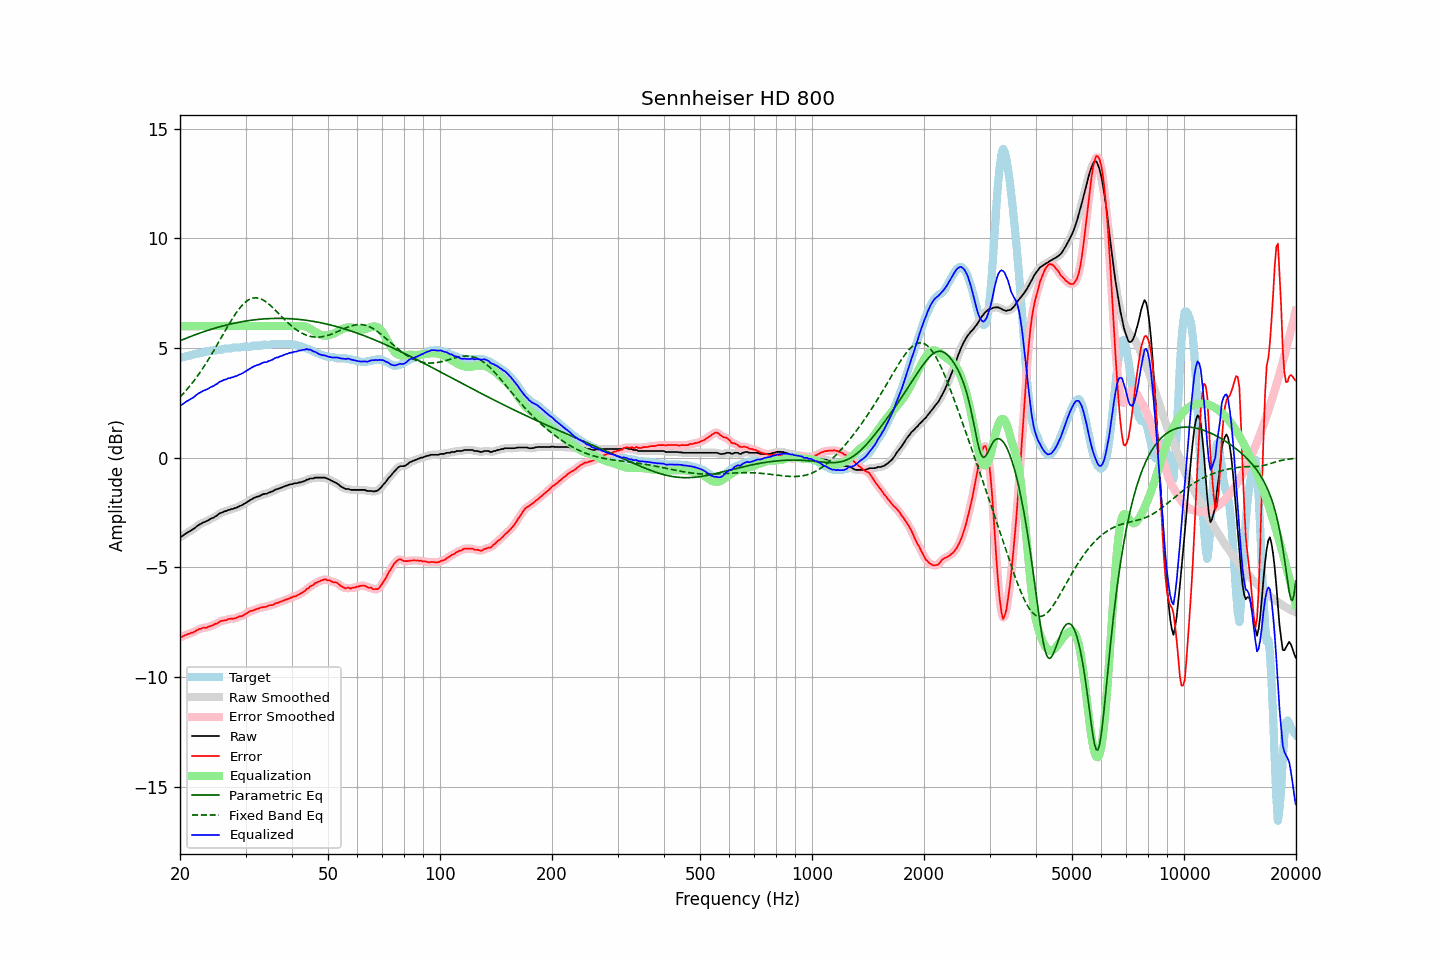 Sennheiser HD 800
Amplitude (dBr)
15
10
5
0
−5
−10
−15
Target
Raw Smoothed
Error Smoothed
Raw
Error
Equalization
Parametric Eq
Fixed Band Eq
Equalized
20 50 100 200 500 1000 2000 5000 10000 20000
Frequency (Hz)